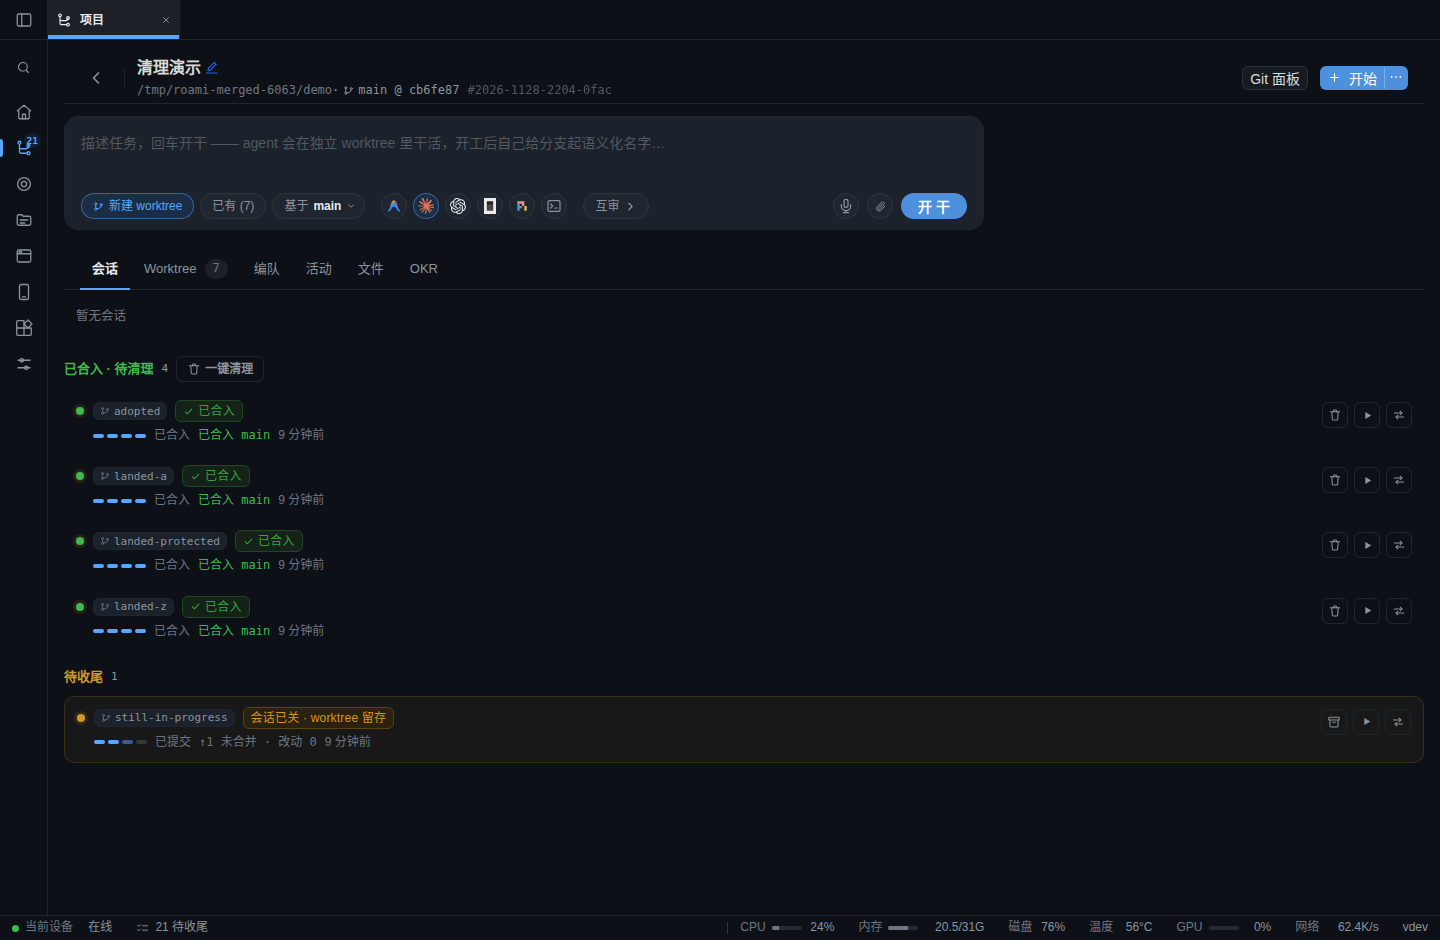 项目
清理演示
/tmp/roami-merged-6063/demo · main @ cb6fe87 #2026-1128-2204-0fac
Git 面板
开始
21
描述任务，回车开干 —— agent 会在独立 worktree 里干活，开工后自己给分支起语义化名字…
新建 worktree
已有 (7)
基于 main
互审
开 干
会话
Worktree 7
编队
活动
文件
OKR
暂无会话
已合入 · 待清理 4
一键清理
adopted 已合入
已合入 已合入 main 9 分钟前
landed-a 已合入
已合入 已合入 main 9 分钟前
landed-protected 已合入
已合入 已合入 main 9 分钟前
landed-z 已合入
已合入 已合入 main 9 分钟前
待收尾 1
still-in-progress 会话已关 · worktree 留存
已提交 ↑1 未合并 · 改动 0 9 分钟前
当前设备 在线 21 待收尾
CPU 24% 内存 20.5/31G 磁盘 76% 温度 56°C GPU 0% 网络 62.4K/s vdev